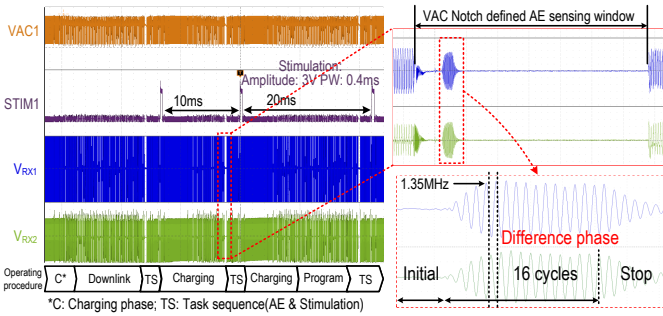 VAC1
Stimulation:
Amplitude: 3V PW: 0.4ms
STIM1
10ms
20ms
VRX1
VRX2
Operating procedure
C*
Downlink
TS
Charging
TS
Charging
Program
TS
*C: Charging phase; TS: Task sequence(AE & Stimulation)
VAC Notch defined AE sensing window
1.35MHz
Difference phase
Initial
16 cycles
Stop